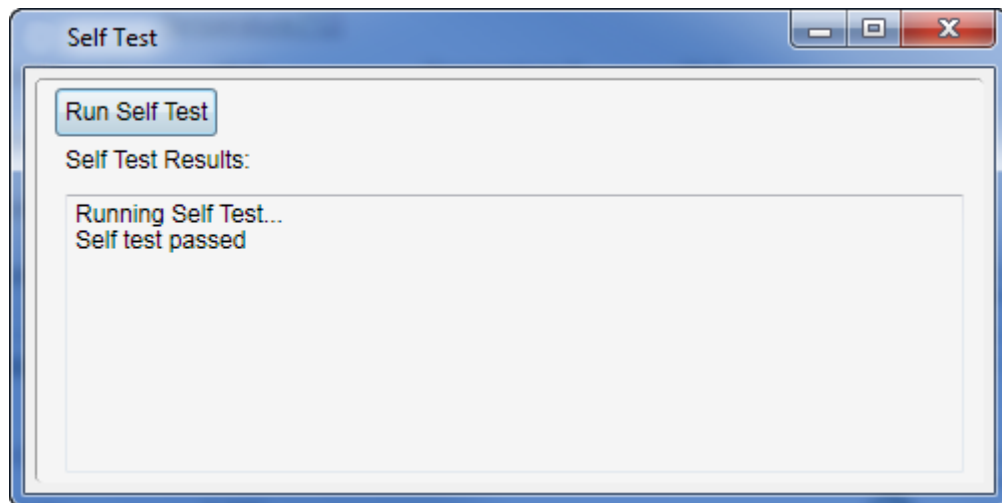 Self Test
Run Self Test
Self Test Results:
Running Self Test...
Self test passed